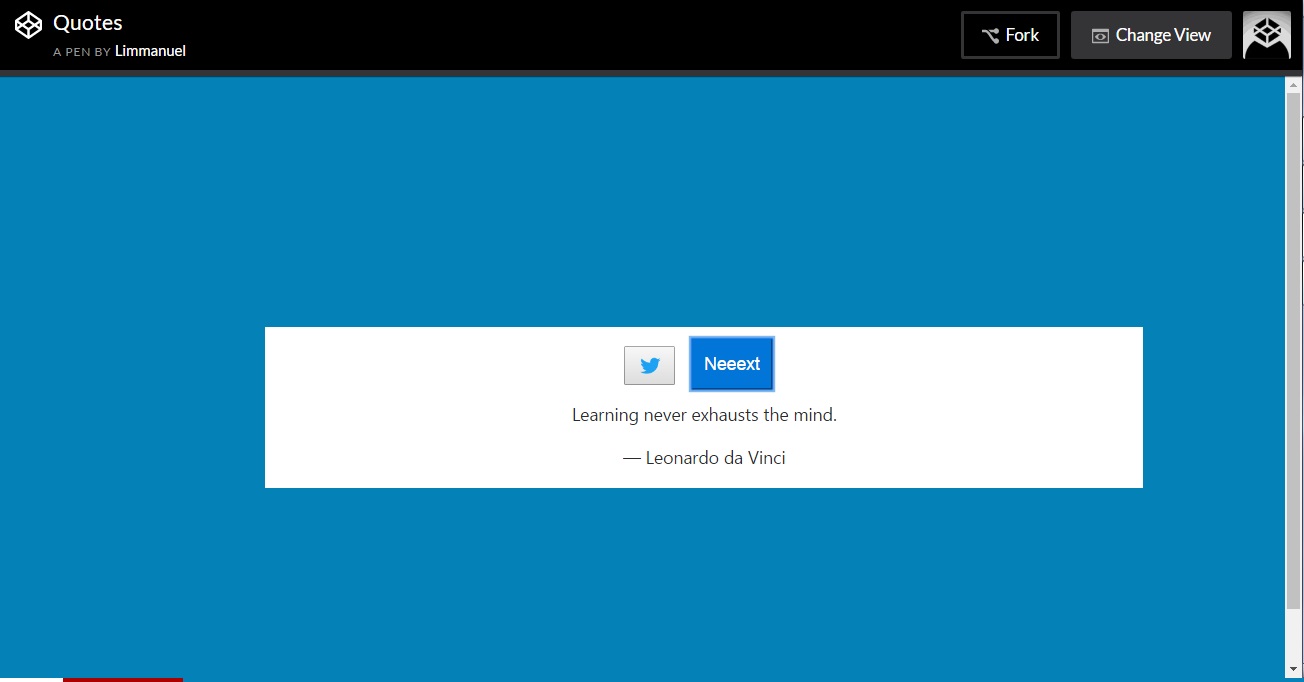 Quotes
A PEN BY Limmanuel
Fork
Change View
Neeext
Learning never exhausts the mind.
— Leonardo da Vinci